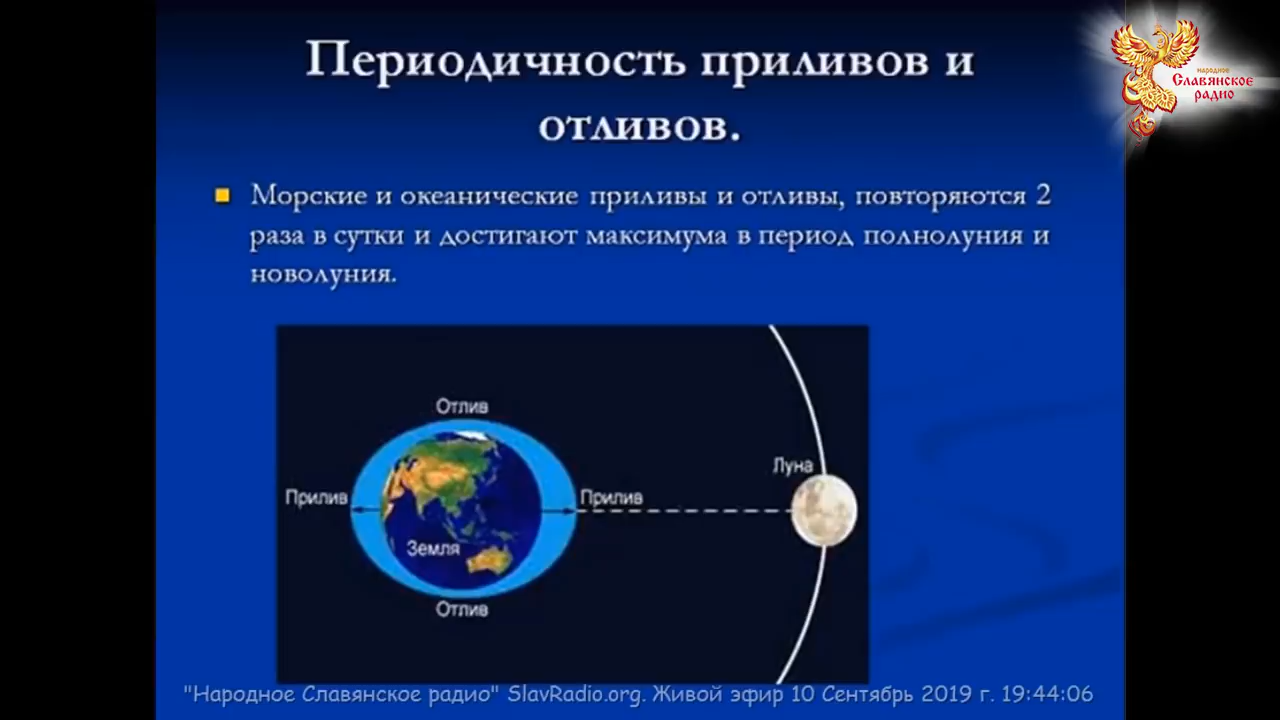 Периодичность приливов и
отливов.
народное
Славянское
радио
Морские и океанические приливы и отливы, повторяются 2
раза в сутки и достигают максимума в период полнолуния и
новолуния.
Отлив
Луна
Прилив
Прилив
Земля
Отлив
"Народное Славянское радио" SlavRadio.org. Живой эфир 10 Сентябрь 2019 г. 19:44:06